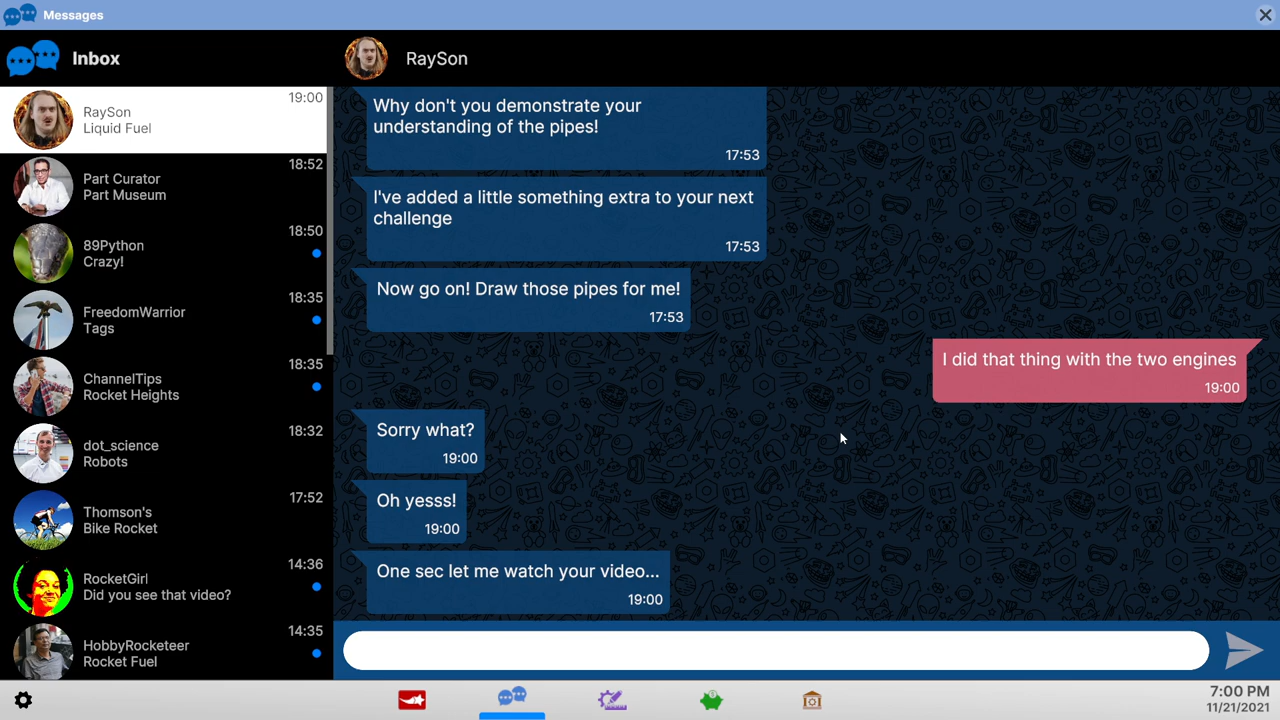 Messages
Inbox
RaySon
Liquid Fuel
19:00
Part Curator
Part Museum
18:52
89Python
Crazy!
18:50
FreedomWarrior
Tags
18:35
ChannelTips
Rocket Heights
18:35
dot_science
Robots
18:32
Thomson's
Bike Rocket
17:52
RocketGirl
Did you see that video?
14:36
HobbyRocketeer
Rocket Fuel
14:35
RaySon
Why don't you demonstrate your
understanding of the pipes!
17:53
I've added a little something extra to your next
challenge
17:53
Now go on! Draw those pipes for me!
17:53
I did that thing with the two engines
19:00
Sorry what?
19:00
Oh yesss!
19:00
One sec let me watch your video...
19:00
7:00 PM
11/21/2021